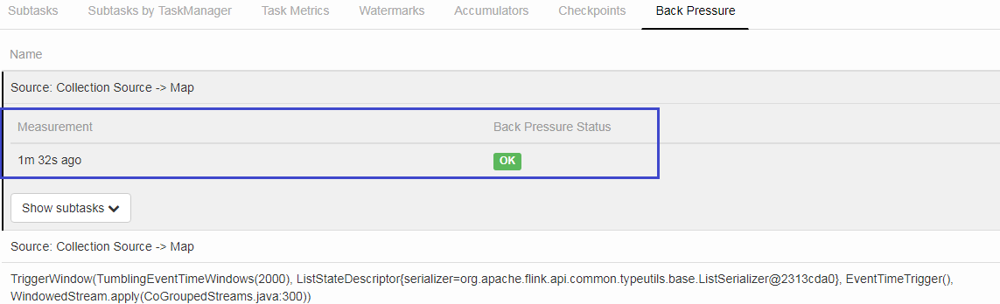 Subtasks Subtasks by TaskManager Task Metrics Watermarks Accumulators Checkpoints Back Pressure
Name
Source: Collection Source -> Map
Measurement Back Pressure Status
1m 32s ago OK
Show subtasks
Source: Collection Source -> Map
TriggerWindow(TumblingEventTimeWindows(2000), ListStateDescriptor{serializer=org.apache.flink.api.common.typeutils.base.ListSerializer@2313cda0}, EventTimeTrigger(),
WindowedStream.apply(CoGroupedStreams.java:300))